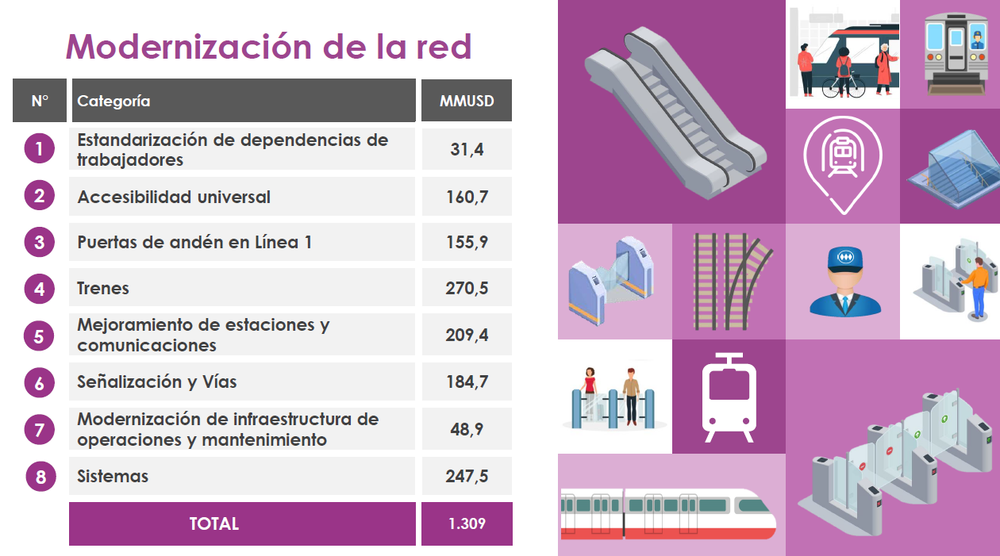 Modernización de la red
N° Categoría MMUSD
1 Estandarización de dependencias de
trabajadores 31,4
2 Accesibilidad universal 160,7
3 Puertas de andén en Línea 1 155,9
4 Trenes 270,5
5 Mejoramiento de estaciones y
comunicaciones 209,4
6 Señalización y Vías 184,7
7 Modernización de infraestructura de
operaciones y mantenimiento 48,9
8 Sistemas 247,5
TOTAL 1.309